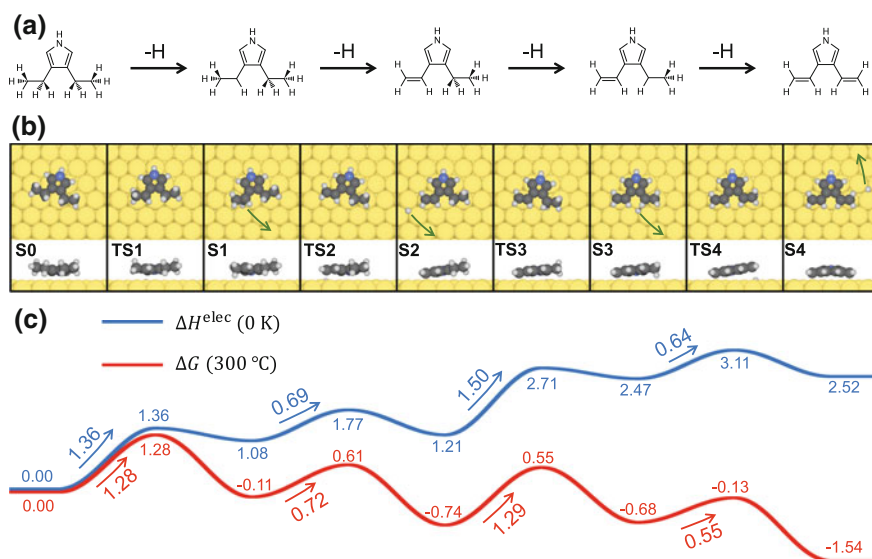 (a)
-H -H -H -H
H N H N H N H N H N
H H H H H H H H H H
H H H H H H H H H
H H H H H H H H H H H H H H H H
(b)
S0 TS1 S1 TS2 S2 TS3 S3 TS4 S4
(c)
ΔH^elec (0 K)
ΔG (300 °C)
0.00 1.36 1.36 1.08 0.69 1.77 1.21 1.50 2.71 2.47 0.64 3.11 2.52
0.00 1.28 1.28 -0.11 0.72 0.61 -0.74 1.29 0.55 -0.68 0.55 -0.13 -1.54